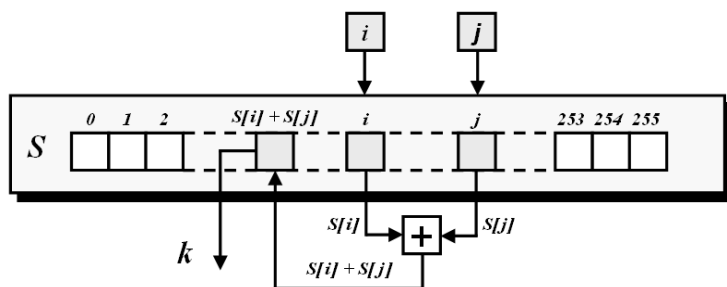 i j
0 1 2 S[i] + S[j] i j 253 254 255
S
S[i] + S[j]
k S[i] + S[j]